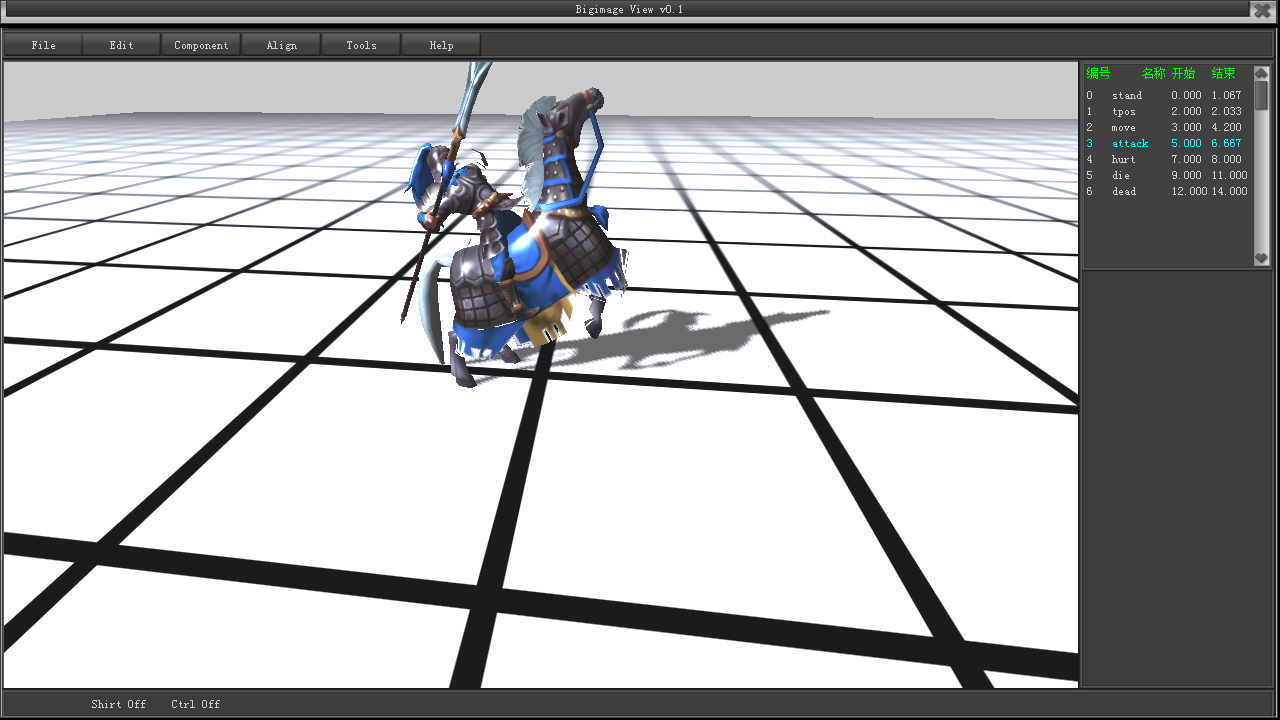 Bigimage View v0.1
File Edit Component Align Tools Help
编号 名称 开始 结束
0 stand 0.000 1.067
1 tpos 2.000 2.033
2 move 3.000 4.200
3 attack 5.000 6.667
4 hurt 7.000 8.000
5 die 9.000 11.000
6 dead 12.000 14.000
Shirt Off Ctrl Off